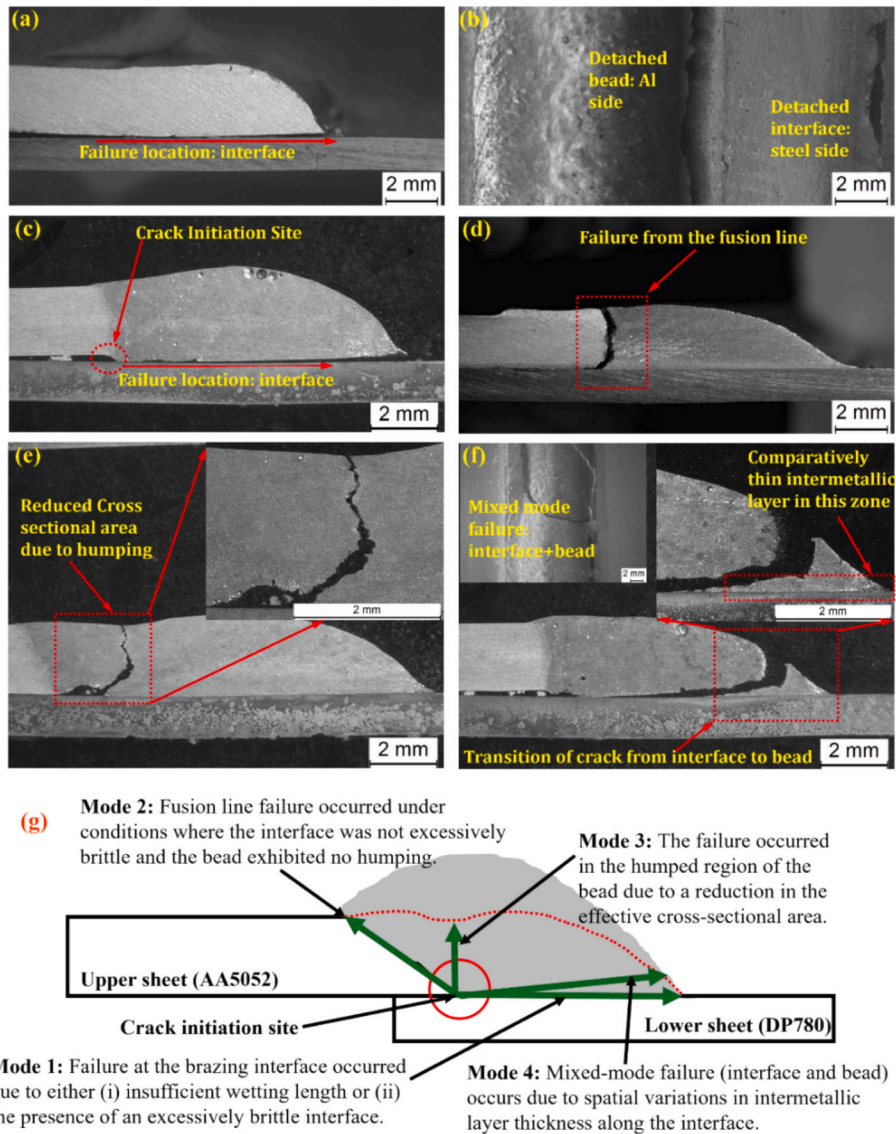 (a)
Failure location: interface
2 mm
(b)
Detached
bead: Al
side
Detached
interface:
steel side
2 mm
(c)
Crack Initiation Site
Failure location: interface
2 mm
(d)
Failure from the fusion line
2 mm
(e)
Reduced Cross
sectional area
due to humping
2 mm
2 mm
(f)
Mixed mode
failure:
interface+bead
2 mm
Comparatively
thin intermetallic
layer in this zone
2 mm
Transition of crack from interface to bead
2 mm
(g)
Mode 2: Fusion line failure occurred under
conditions where the interface was not excessively
brittle and the bead exhibited no humping.
Mode 3: The failure occurred
in the humped region of the
bead due to a reduction in the
effective cross-sectional area.
Upper sheet (AA5052)
Crack initiation site
Lower sheet (DP780)
Mode 1: Failure at the brazing interface occurred
due to either (i) insufficient wetting length or (ii)
the presence of an excessively brittle interface.
Mode 4: Mixed-mode failure (interface and bead)
occurs due to spatial variations in intermetallic
layer thickness along the interface.